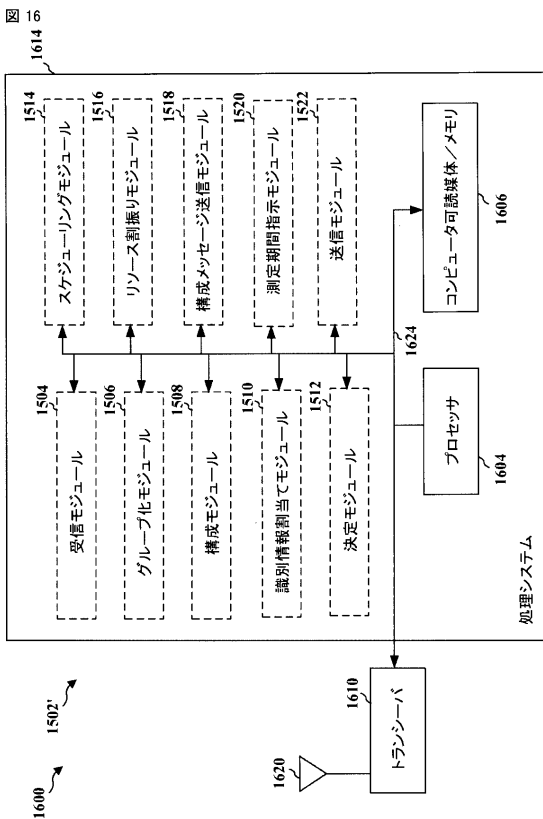 図 16
1600
1502'
1614
1504
受信モジュール
1506
グループ化モジュール
1508
構成モジュール
1510
識別情報割当てモジュール
1512
決定モジュール
1514
スケジューリングモジュール
1516
リソース割振りモジュール
1518
構成メッセージ送信モジュール
1520
測定期間指示モジュール
1522
送信モジュール
1624
1620
1610
トランシーバ
プロセッサ
1604
コンピュータ可読媒体/メモリ
1606
処理システム